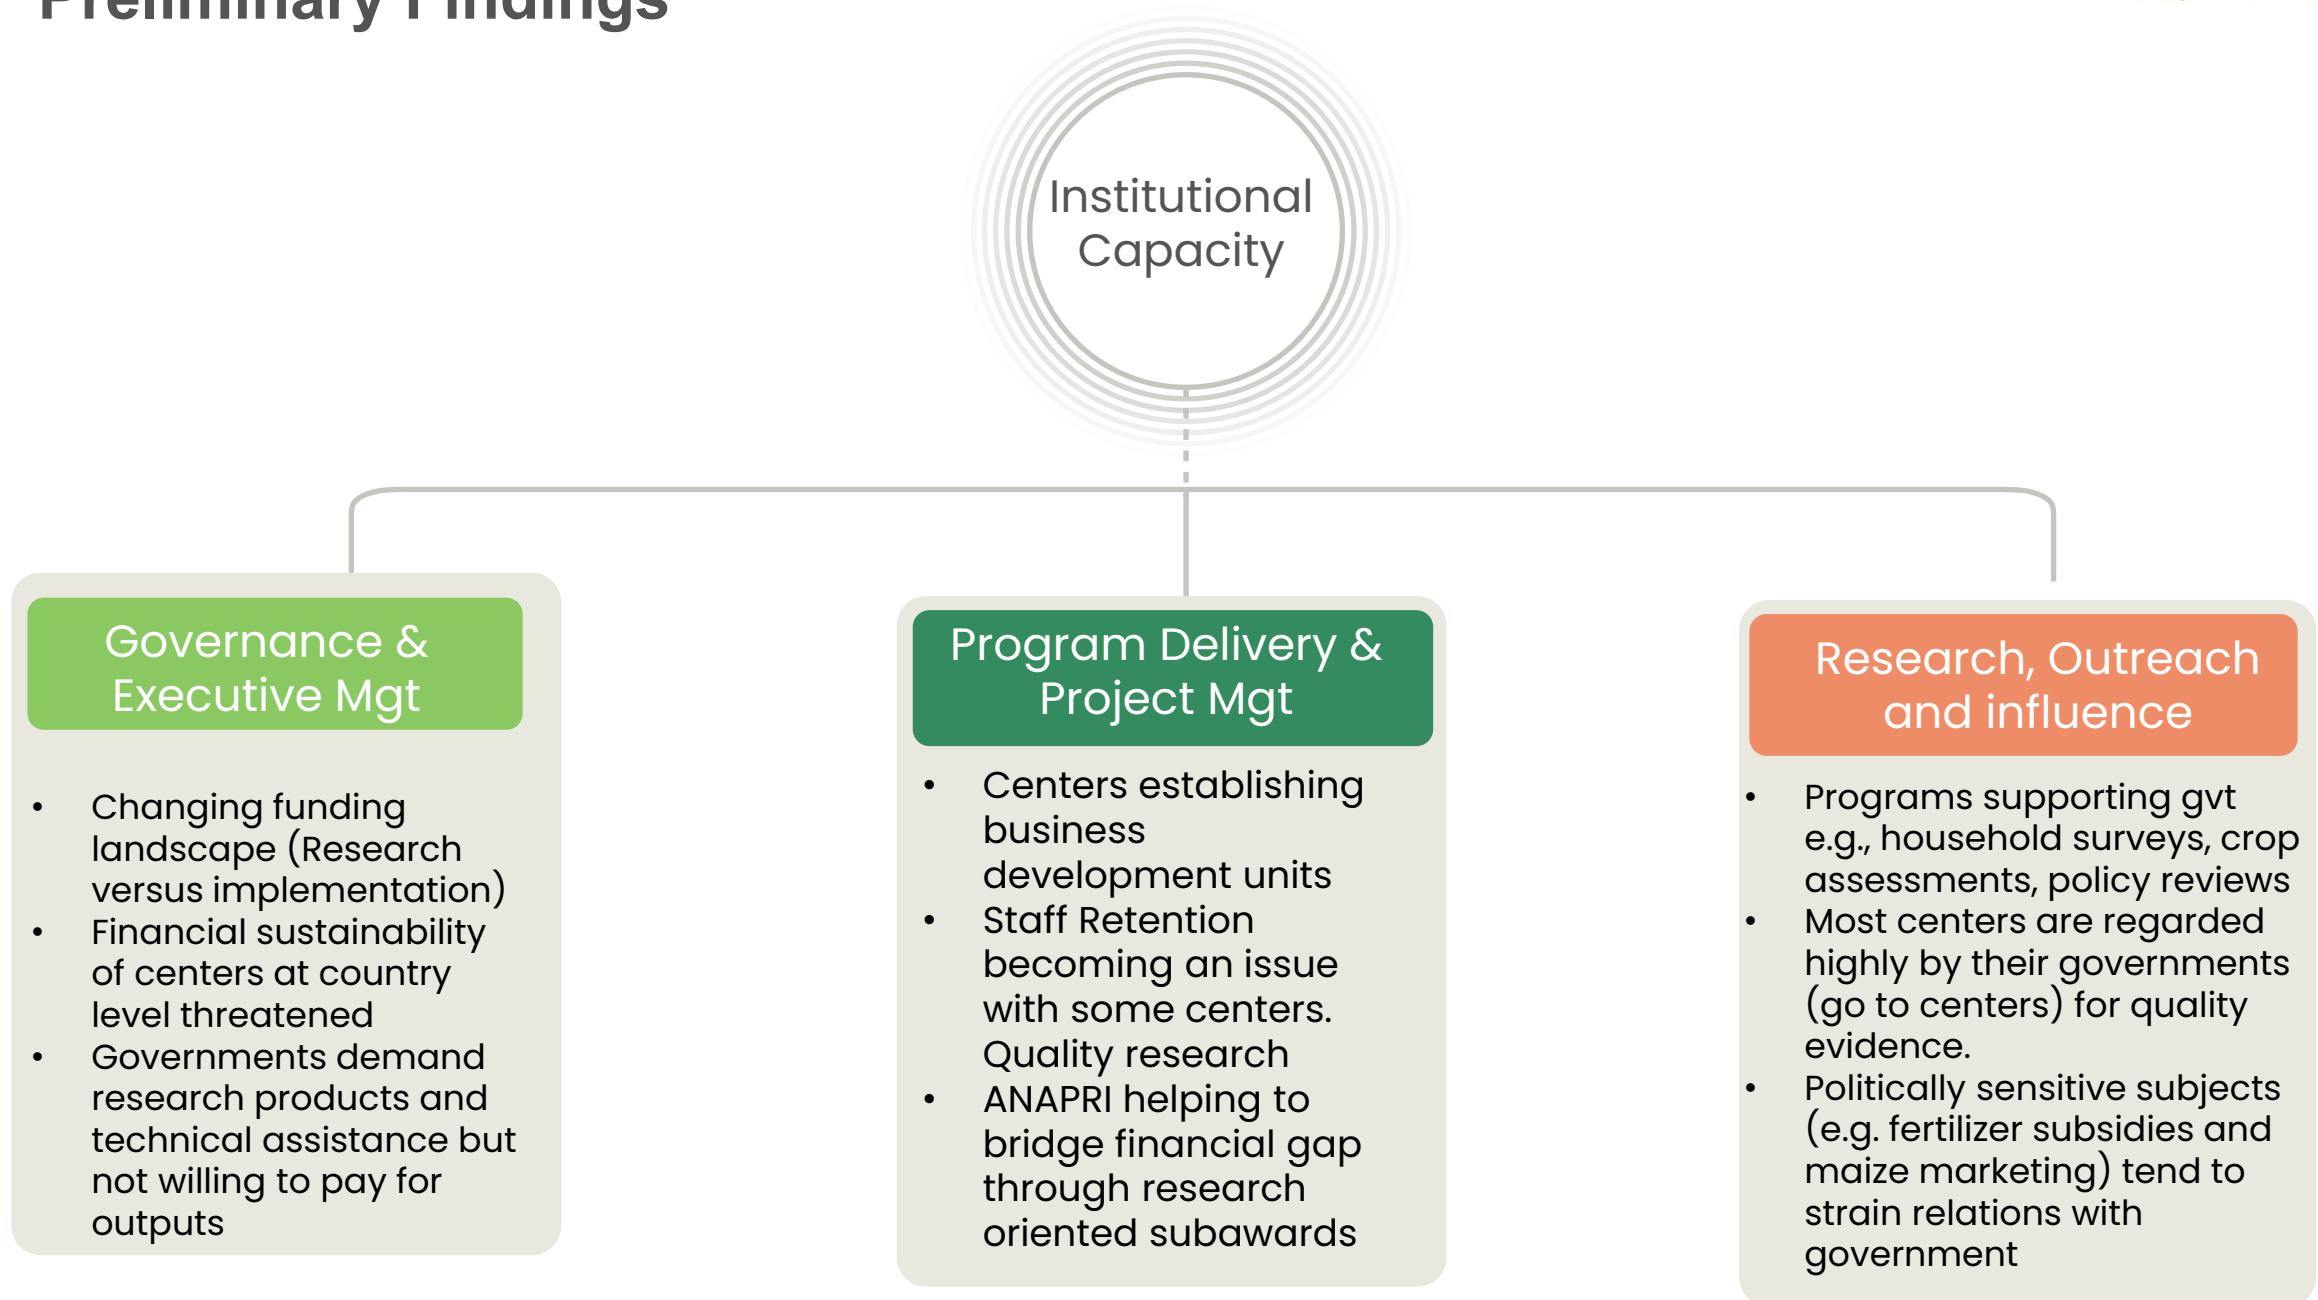 Preliminary Findings
Institutional
Capacity
Governance &
Executive Mgt
• Changing funding
landscape (Research
versus implementation)
• Financial sustainability
of centers at country
level threatened
• Governments demand
research products and
technical assistance but
not willing to pay for
outputs
Program Delivery &
Project Mgt
• Centers establishing
business
development units
• Staff Retention
becoming an issue
with some centers.
Quality research
• ANAPRI helping to
bridge financial gap
through research
oriented subawards
Research, Outreach
and influence
• Programs supporting gvt
e.g., household surveys, crop
assessments, policy reviews
• Most centers are regarded
highly by their governments
(go to centers) for quality
evidence.
• Politically sensitive subjects
(e.g. fertilizer subsidies and
maize marketing) tend to
strain relations with
government